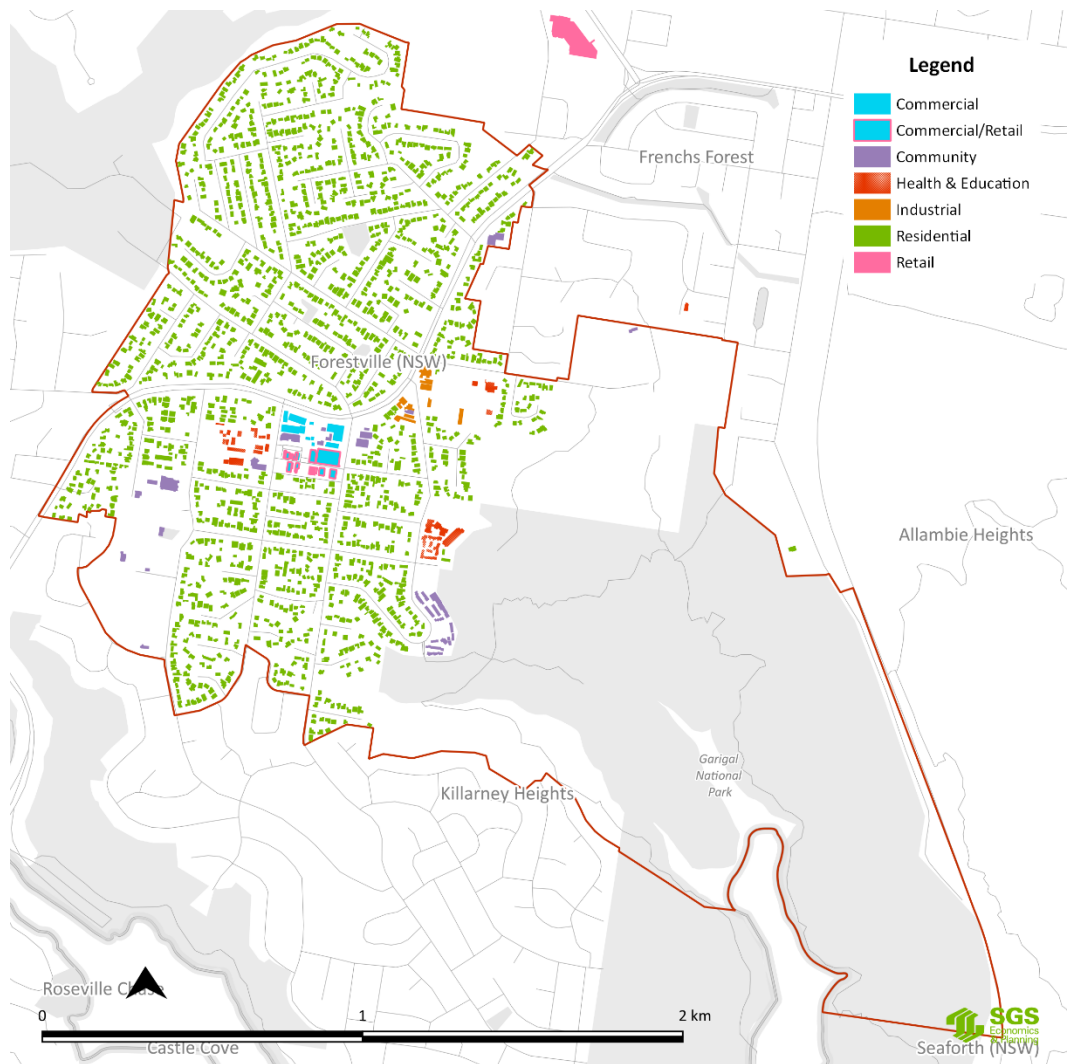 Legend
Commercial
Commercial/Retail
Community
Health & Education
Industrial
Residential
Retail
Frenchs Forest
Forestville (NSW)
Allambie Heights
Garigal
National
Park
Killarney Heights
Roseville Chase
0 1 2 km
SGS
Economics
& Planning
Castle Cove
Seaforth (NSW)